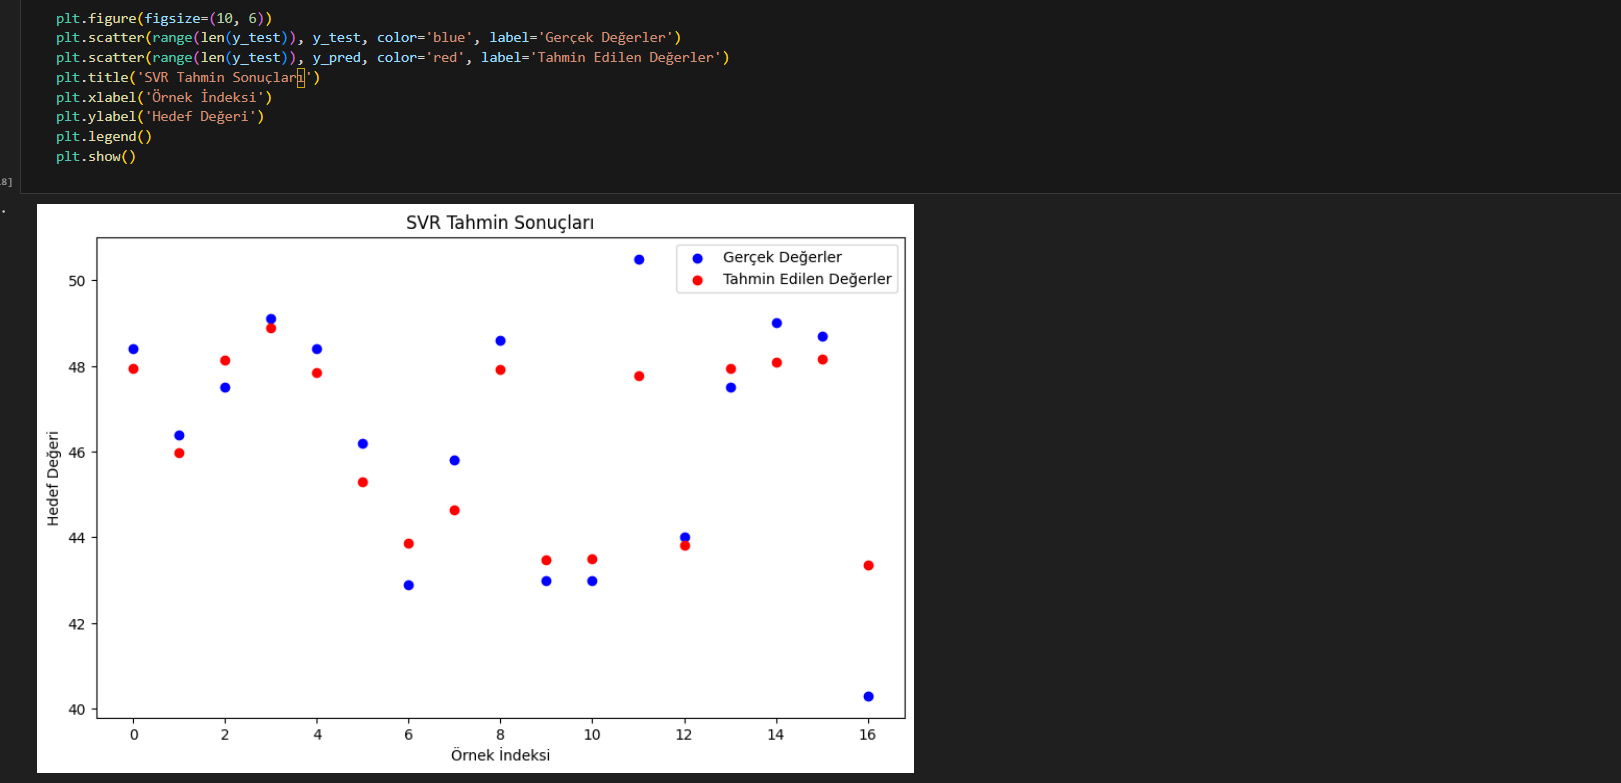 plt.figure(figsize=(10, 6))
plt.scatter(range(len(y_test)), y_test, color='blue', label='Gerçek Değerler')
plt.scatter(range(len(y_test)), y_pred, color='red', label='Tahmin Edilen Değerler')
plt.title('SVR Tahmin Sonuçları')
plt.xlabel('Örnek İndeksi')
plt.ylabel('Hedef Değeri')
plt.legend()
plt.show()
8]
SVR Tahmin Sonuçları
Gerçek Değerler
Tahmin Edilen Değerler
Hedef Değeri
50
48
46
44
42
40
0 2 4 6 8 10 12 14 16
Örnek İndeksi